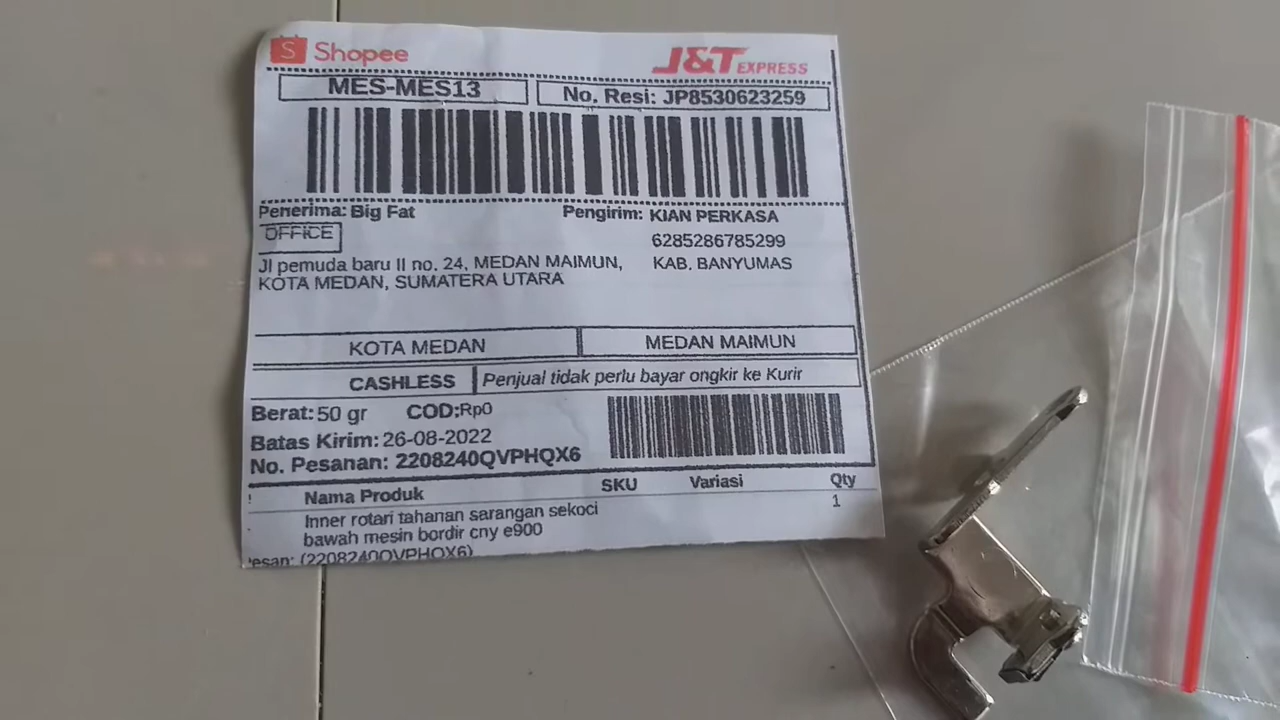 S Shopee
J&T EXPRESS
MES-MES13
No. Resi: JP8530623259
Penerima: Big Fat
Pengirim: KIAN PERKASA
OFFICE
6285286785299
Jl pemuda baru II no. 24, MEDAN MAIMUN,
KAB. BANYUMAS
KOTA MEDAN, SUMATERA UTARA
KOTA MEDAN
MEDAN MAIMUN
CASHLESS
Penjual tidak perlu bayar ongkir ke Kurir
Berat: 50 gr
COD:Rp0
Batas Kirim: 26-08-2022
No. Pesanan: 2208240QVPHQX6
Nama Produk
SKU
Variasi
Qty
Inner rotari tahanan sarangan sekoci
1
bawah mesin bordir cny e900
esan: (2208240QVPHQX6)